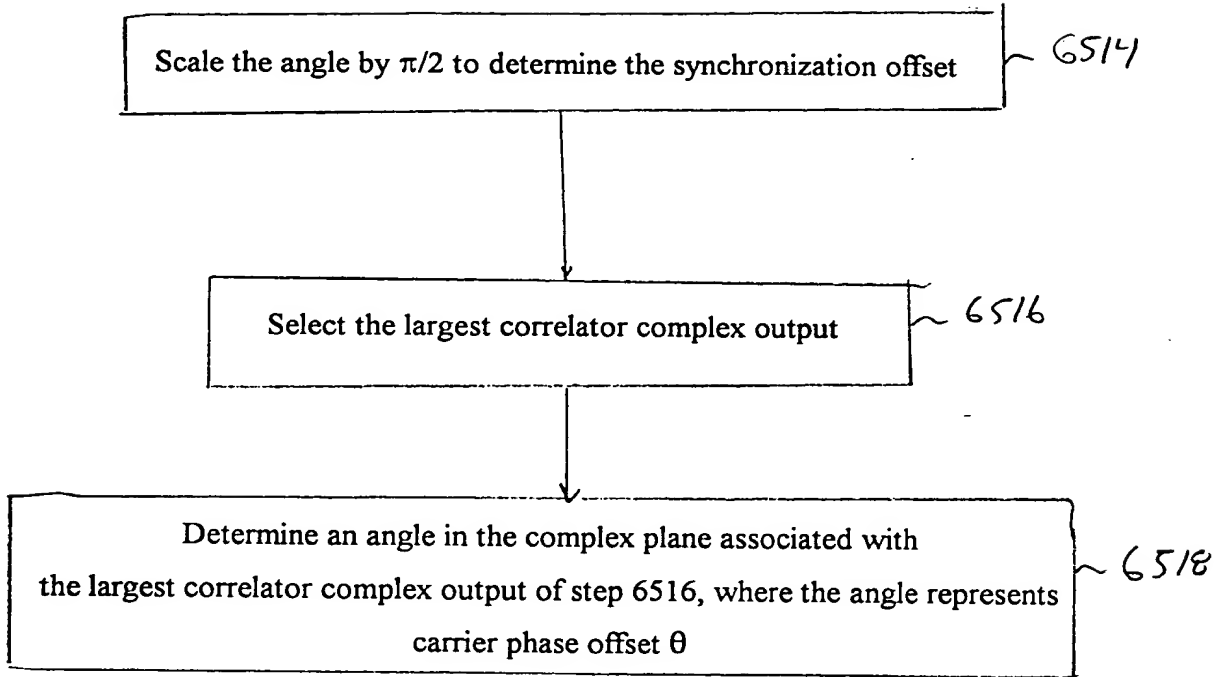 Scale the angle by π/2 to determine the synchronization offset
6514
Select the largest correlator complex output
6516
Determine an angle in the complex plane associated with
the largest correlator complex output of step 6516, where the angle represents
carrier phase offset θ
6518